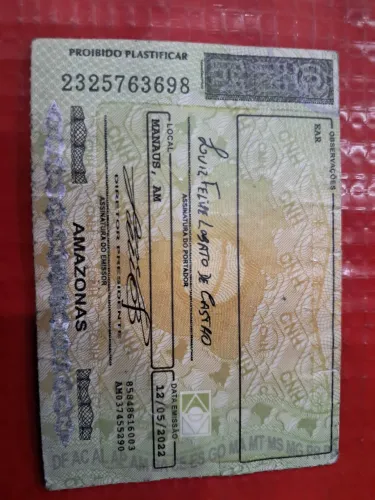 PROIBIDO PLASTIFICAR
2325763698
OBSERVAÇÕES
EAR
Luiz Felipe Lobato de Castro
ASSINATURA DO PORTADOR
LOCAL
MANAUS, AM
DATA EMISSÃO
12/05/2022
DIRETOR PRESIDENTE
ASSINATURA DO EMISSOR
85848616003
AM037455290
AMAZONAS